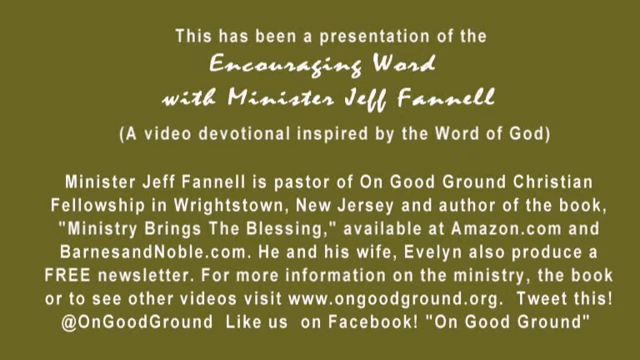 This has been a presentation of the
Encouraging Word
with Minister Jeff Fannell
(A video devotional inspired by the Word of God)
Minister Jeff Fannell is pastor of On Good Ground Christian
Fellowship in Wrightstown, New Jersey and author of the book,
"Ministry Brings The Blessing," available at Amazon.com and
BarnesandNoble.com. He and his wife, Evelyn also produce a
FREE newsletter. For more information on the ministry, the book
or to see other videos visit www.ongoodground.org. Tweet this!
@OnGoodGround Like us on Facebook! "On Good Ground"